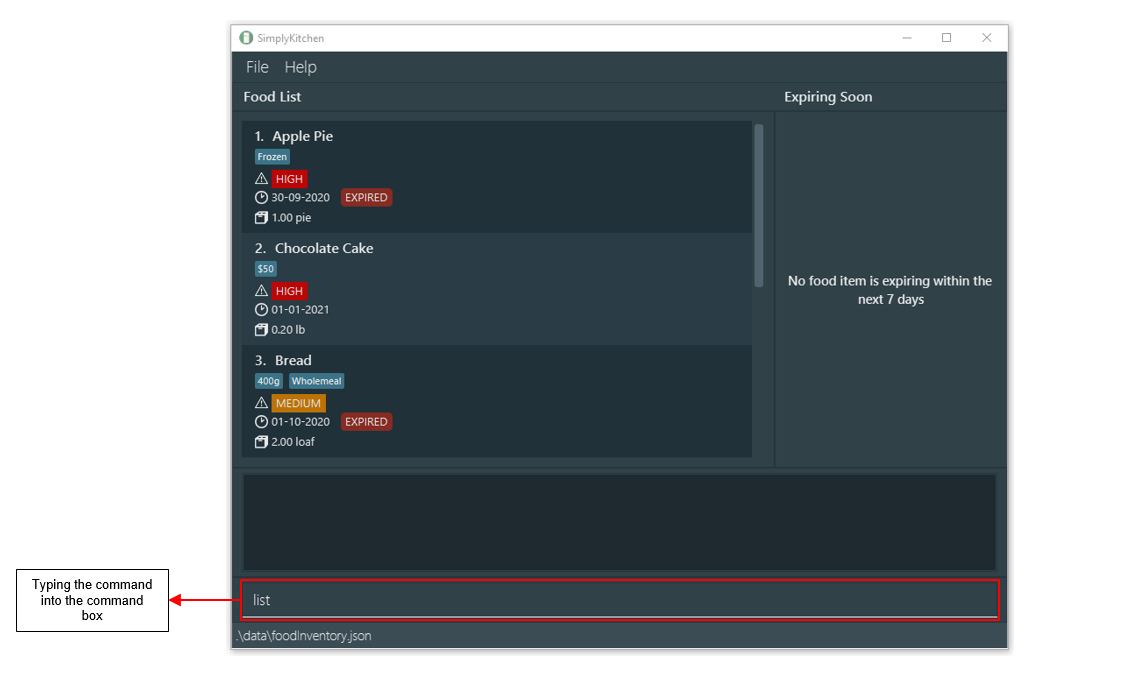 SimplyKitchen
File Help
Food List
Expiring Soon
1. Apple Pie
Frozen
HIGH
30-09-2020 EXPIRED
1.00 pie
2. Chocolate Cake
$50
HIGH
01-01-2021
0.20 lb
3. Bread
400g Wholemeal
MEDIUM
01-10-2020 EXPIRED
2.00 loaf
No food item is expiring within the
next 7 days
Typing the command
into the command
box
list
.\data\foodInventory.json